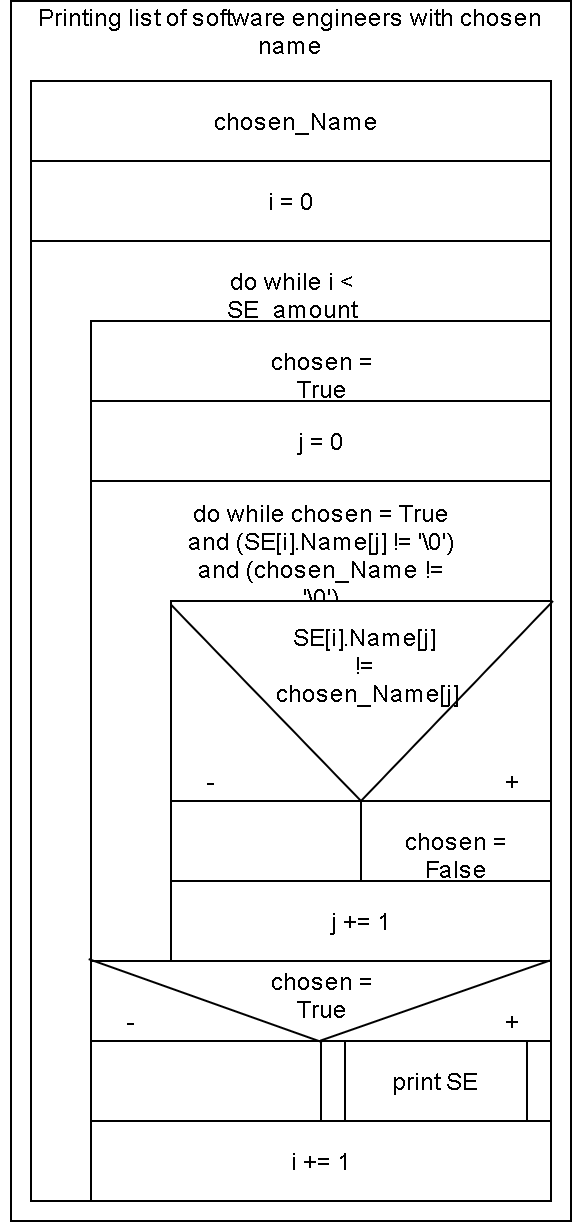 Printing list of software engineers with chosen
name
chosen_Name
i = 0
do while i <
SE_amount
chosen =
True
j = 0
do while chosen = True
and (SE[i].Name[j] != '\0')
and (chosen_Name !=
'\0')
SE[i].Name[j]
!=
chosen_Name[j]
- +
chosen =
False
j += 1
chosen =
True
- +
print SE
i += 1